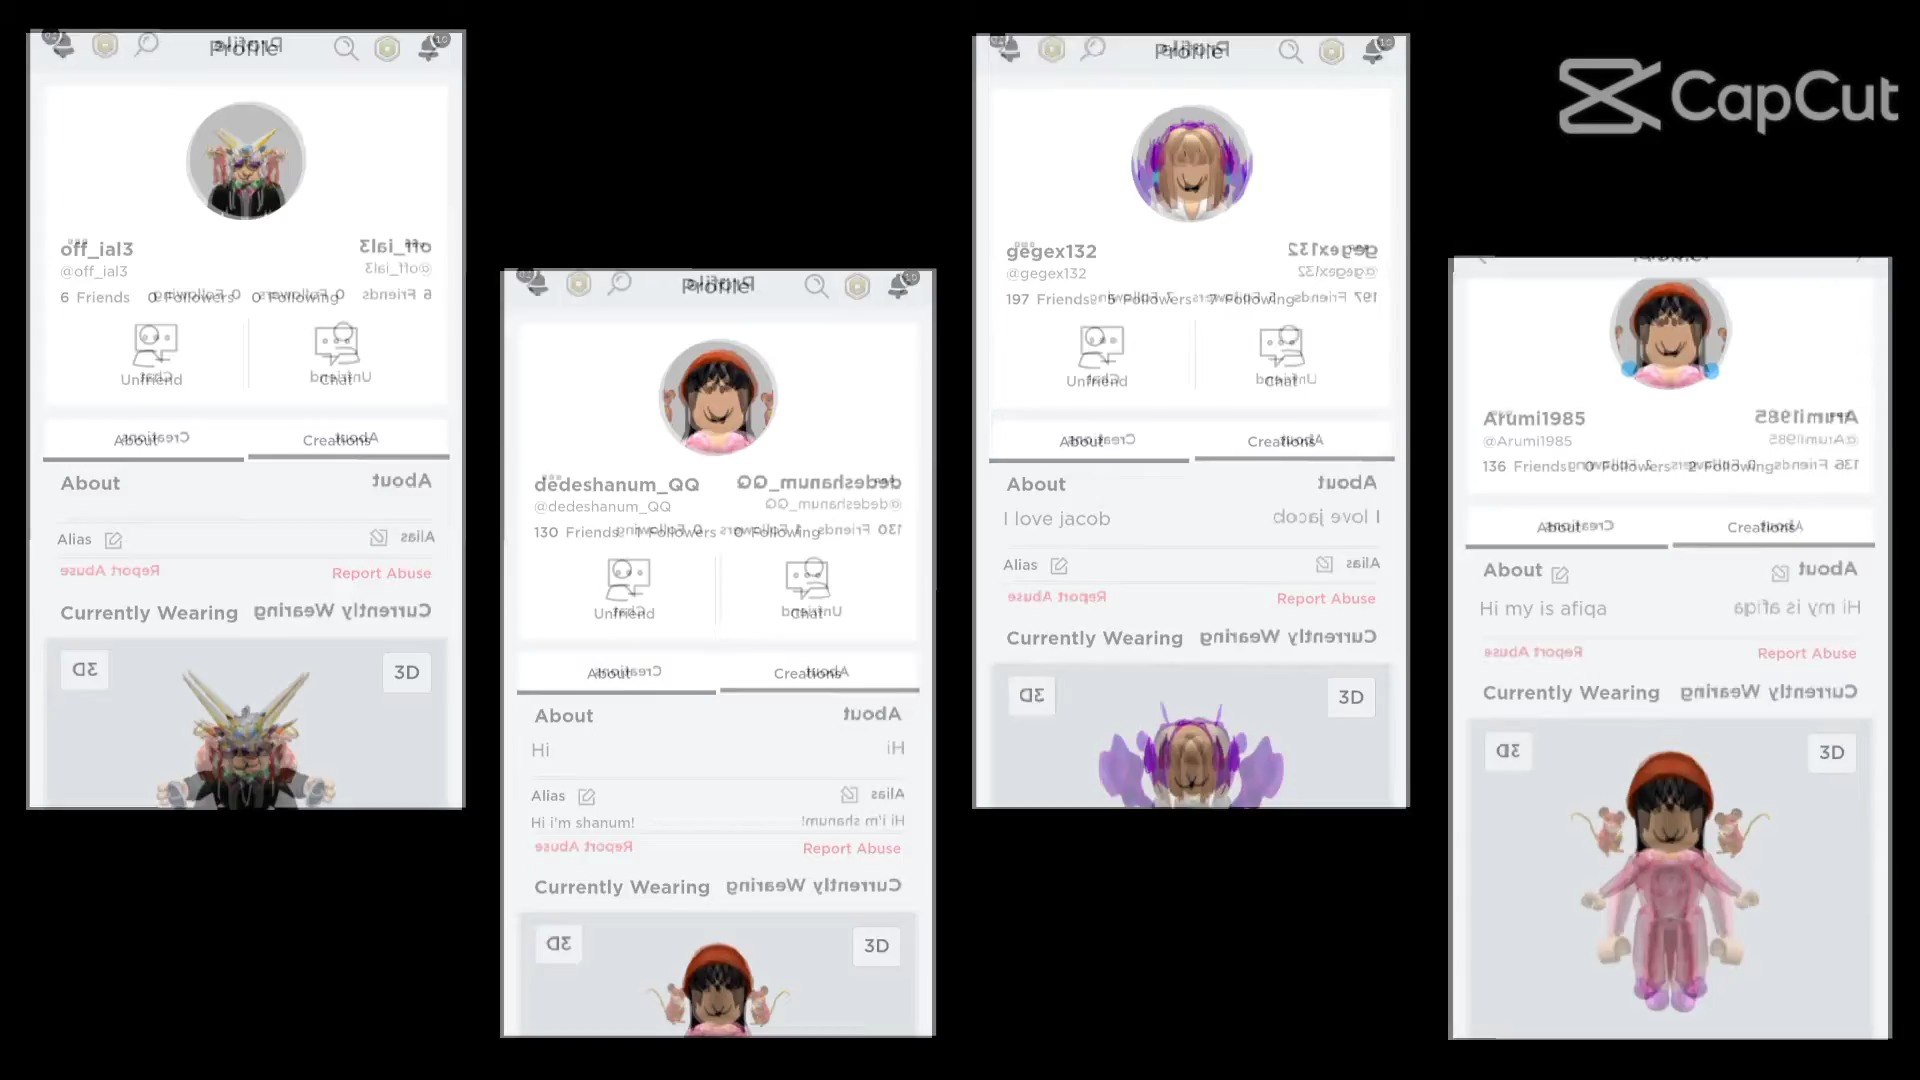 Profile
off_ial3
@off_ial3
6 Friends 0 Followers 0 Following
Unfriend Chat
About Creations
About
Alias
Report Abuse
Currently Wearing
3D
Profile
dedeshanum_QQ
@dedeshanum_QQ
130 Friends 1 Followers 0 Following
Unfriend Chat
About Creations
About
Hi
Alias
Hi i'm shanum!
Report Abuse
Currently Wearing
3D
Profile
gegex132
@gegex132
197 Friends 5 Followers 7 Following
Unfriend Chat
About Creations
About
I love jacob
Alias
Report Abuse
Currently Wearing
3D
CapCut
Arumi1985
@Arumi1985
136 Friends 0 Followers 2 Following
About Creations
About
Hi my is afiqa
Report Abuse
Currently Wearing
3D